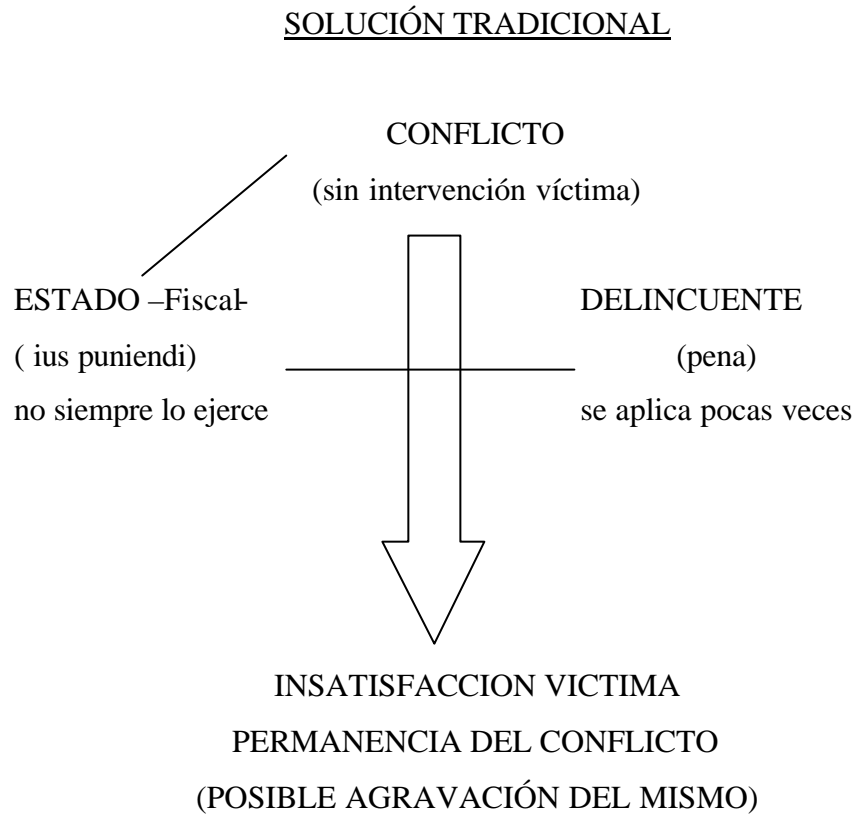 SOLUCIÓN TRADICIONAL
CONFLICTO
(sin intervención víctima)
ESTADO –Fiscal-
( ius puniendi)
no siempre lo ejerce
DELINCUENTE
(pena)
se aplica pocas veces
INSATISFACCION VICTIMA
PERMANENCIA DEL CONFLICTO
(POSIBLE AGRAVACIÓN DEL MISMO)